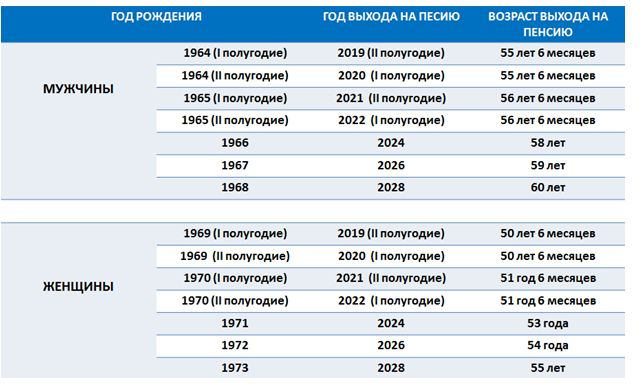 ГОД РОЖДЕНИЯ ГОД ВЫХОДА НА ПЕСИЮ ВОЗРАСТ ВЫХОДА НА ПЕНСИЮ
МУЖЧИНЫ
1964 (I полугодие) 2019 (II полугодие) 55 лет 6 месяцев
1964 (II полугодие) 2020 (I полугодие) 55 лет 6 месяцев
1965 (I полугодие) 2021 (II полугодие) 56 лет 6 месяцев
1965 (II полугодие) 2022 (I полугодие) 56 лет 6 месяцев
1966 2024 58 лет
1967 2026 59 лет
1968 2028 60 лет
ЖЕНЩИНЫ
1969 (I полугодие) 2019 (II полугодие) 50 лет 6 месяцев
1969 (II полугодие) 2020 (I полугодие) 50 лет 6 месяцев
1970 (I полугодие) 2021 (II полугодие) 51 год 6 месяцев
1970 (II полугодие) 2022 (I полугодие) 51 год 6 месяцев
1971 2024 53 года
1972 2026 54 года
1973 2028 55 лет